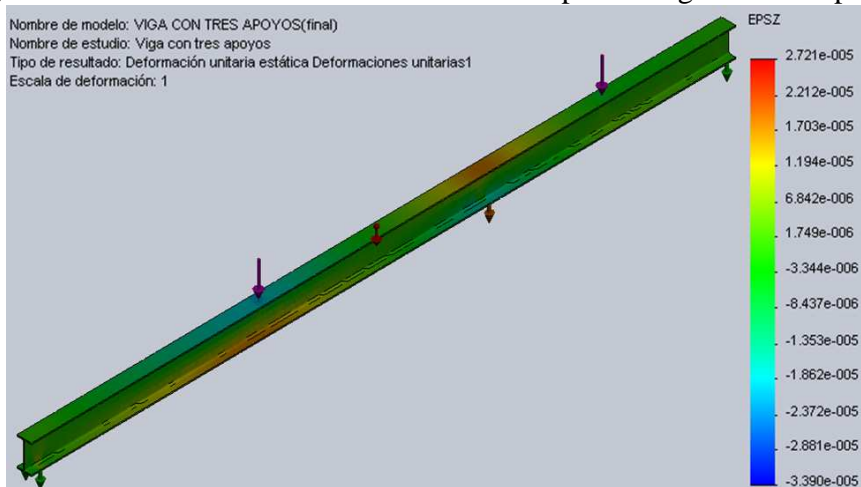 Nombre de modelo: VIGA CON TRES APOYOS(final)
Nombre de estudio: Viga con tres apoyos
Tipo de resultado: Deformación unitaria estática Deformaciones unitarias1
Escala de deformación: 1
EPSZ
2.721e-005
2.212e-005
1.703e-005
1.194e-005
6.842e-006
1.749e-006
-3.344e-006
-8.437e-006
-1.353e-005
-1.862e-005
-2.372e-005
-2.881e-005
-3.390e-005